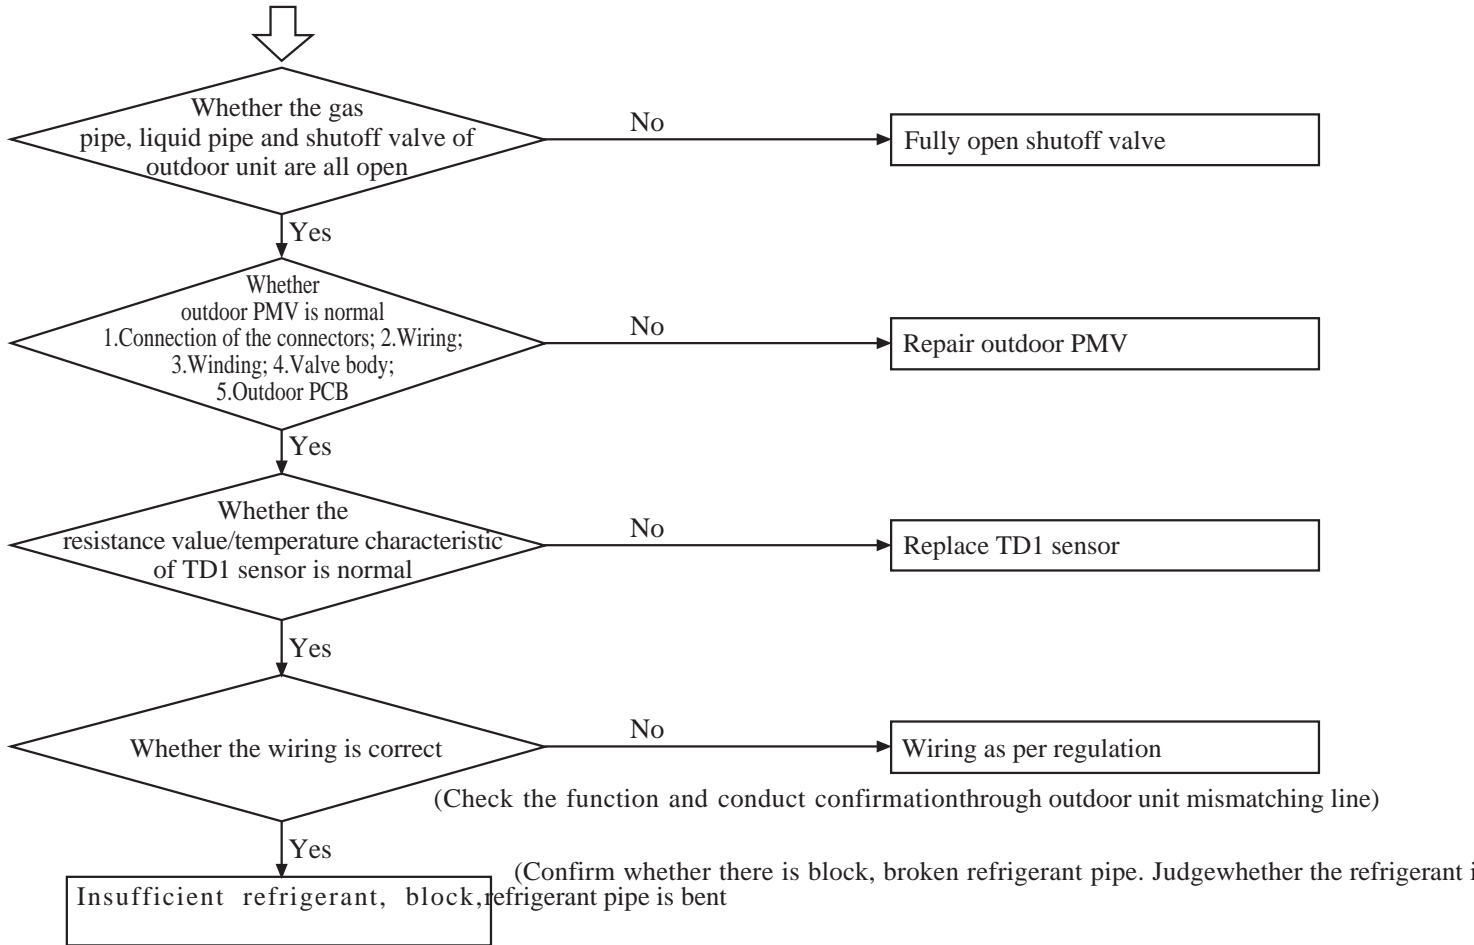 Whether the gas
pipe, liquid pipe and shutoff valve of
outdoor unit are all open
No
Fully open shutoff valve
Yes
Whether
outdoor PMV is normal
1.Connection of the connectors; 2.Wiring;
3.Winding; 4.Valve body;
5.Outdoor PCB
No
Repair outdoor PMV
Yes
Whether the
resistance value/temperature characteristic
of TD1 sensor is normal
No
Replace TD1 sensor
Yes
Whether the wiring is correct
No
Wiring as per regulation
(Check the function and conduct confirmationthrough outdoor unit mismatching line)
Yes
(Confirm whether there is block, broken refrigerant pipe. Judgewhether the refrigerant
Insufficient refrigerant, block,refrigerant pipe is bent